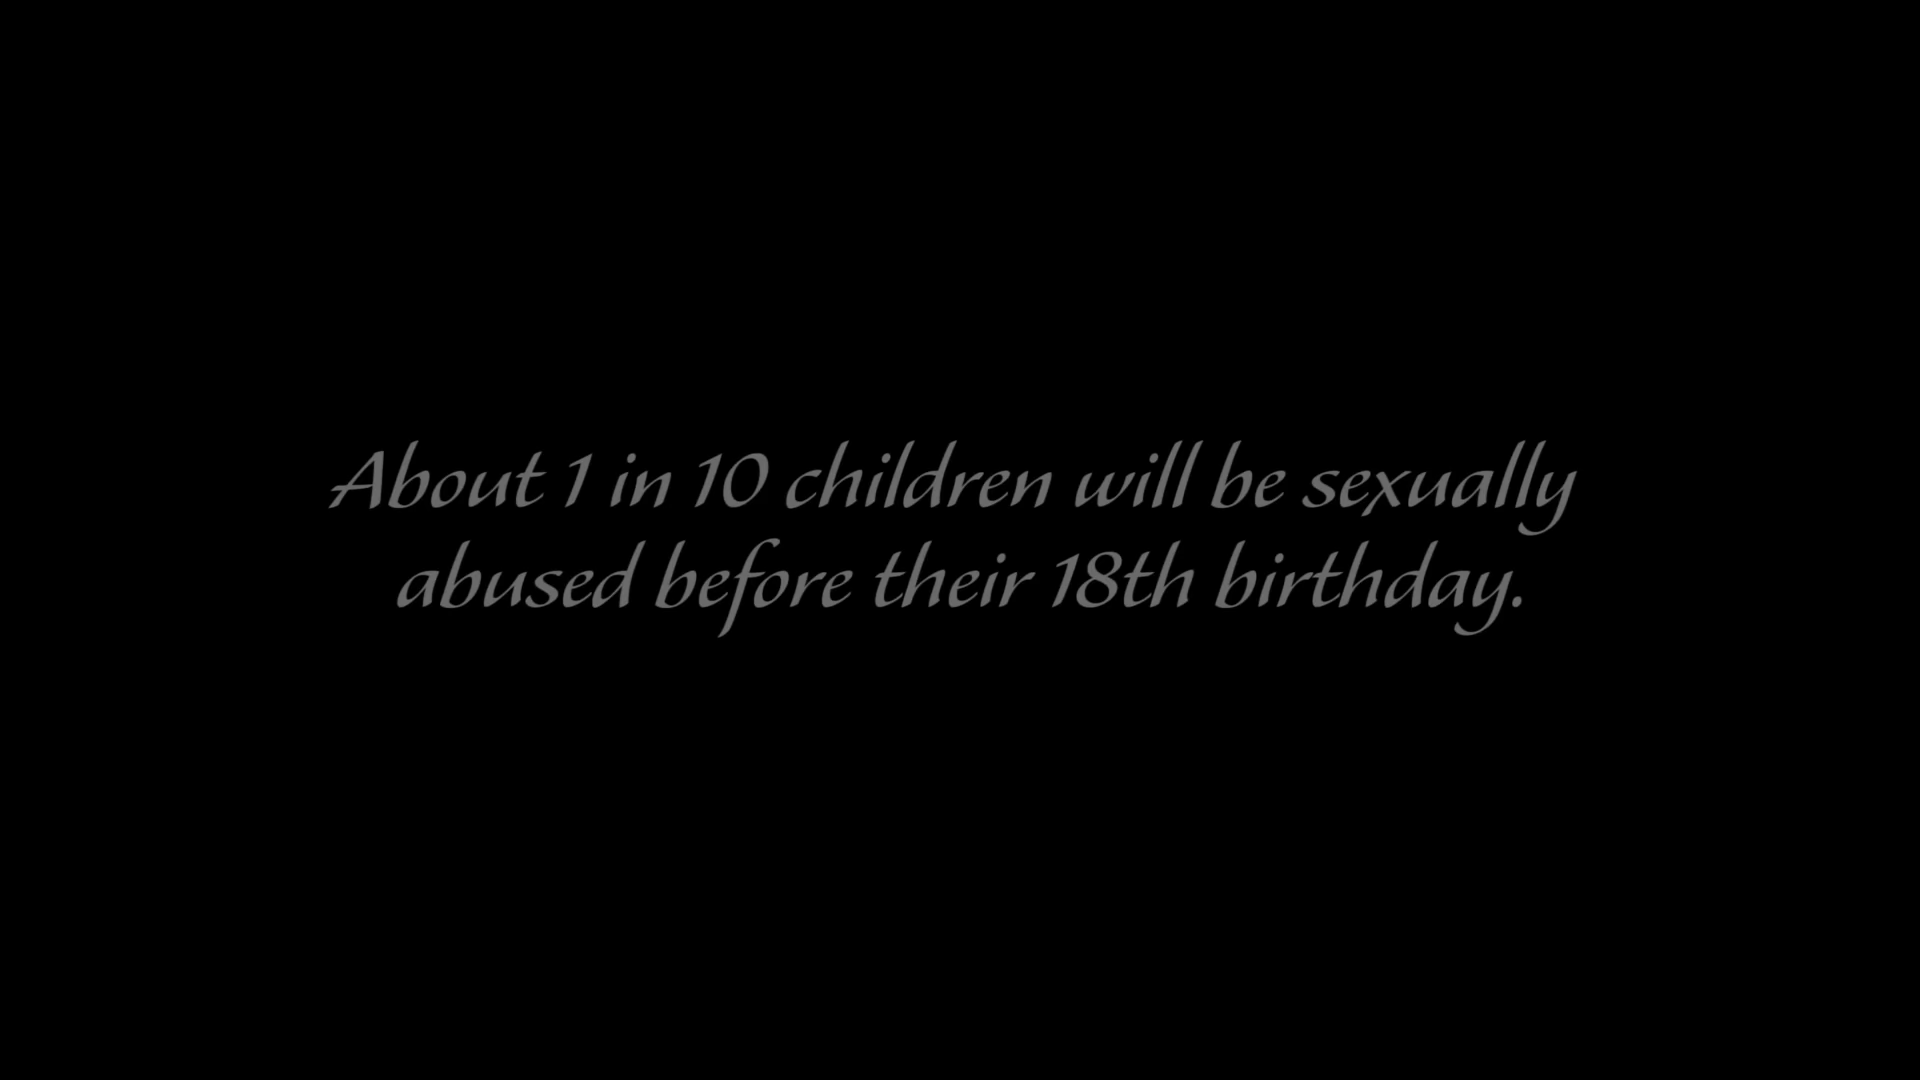 About 1 in 10 children will be sexually
abused before their 18th birthday.